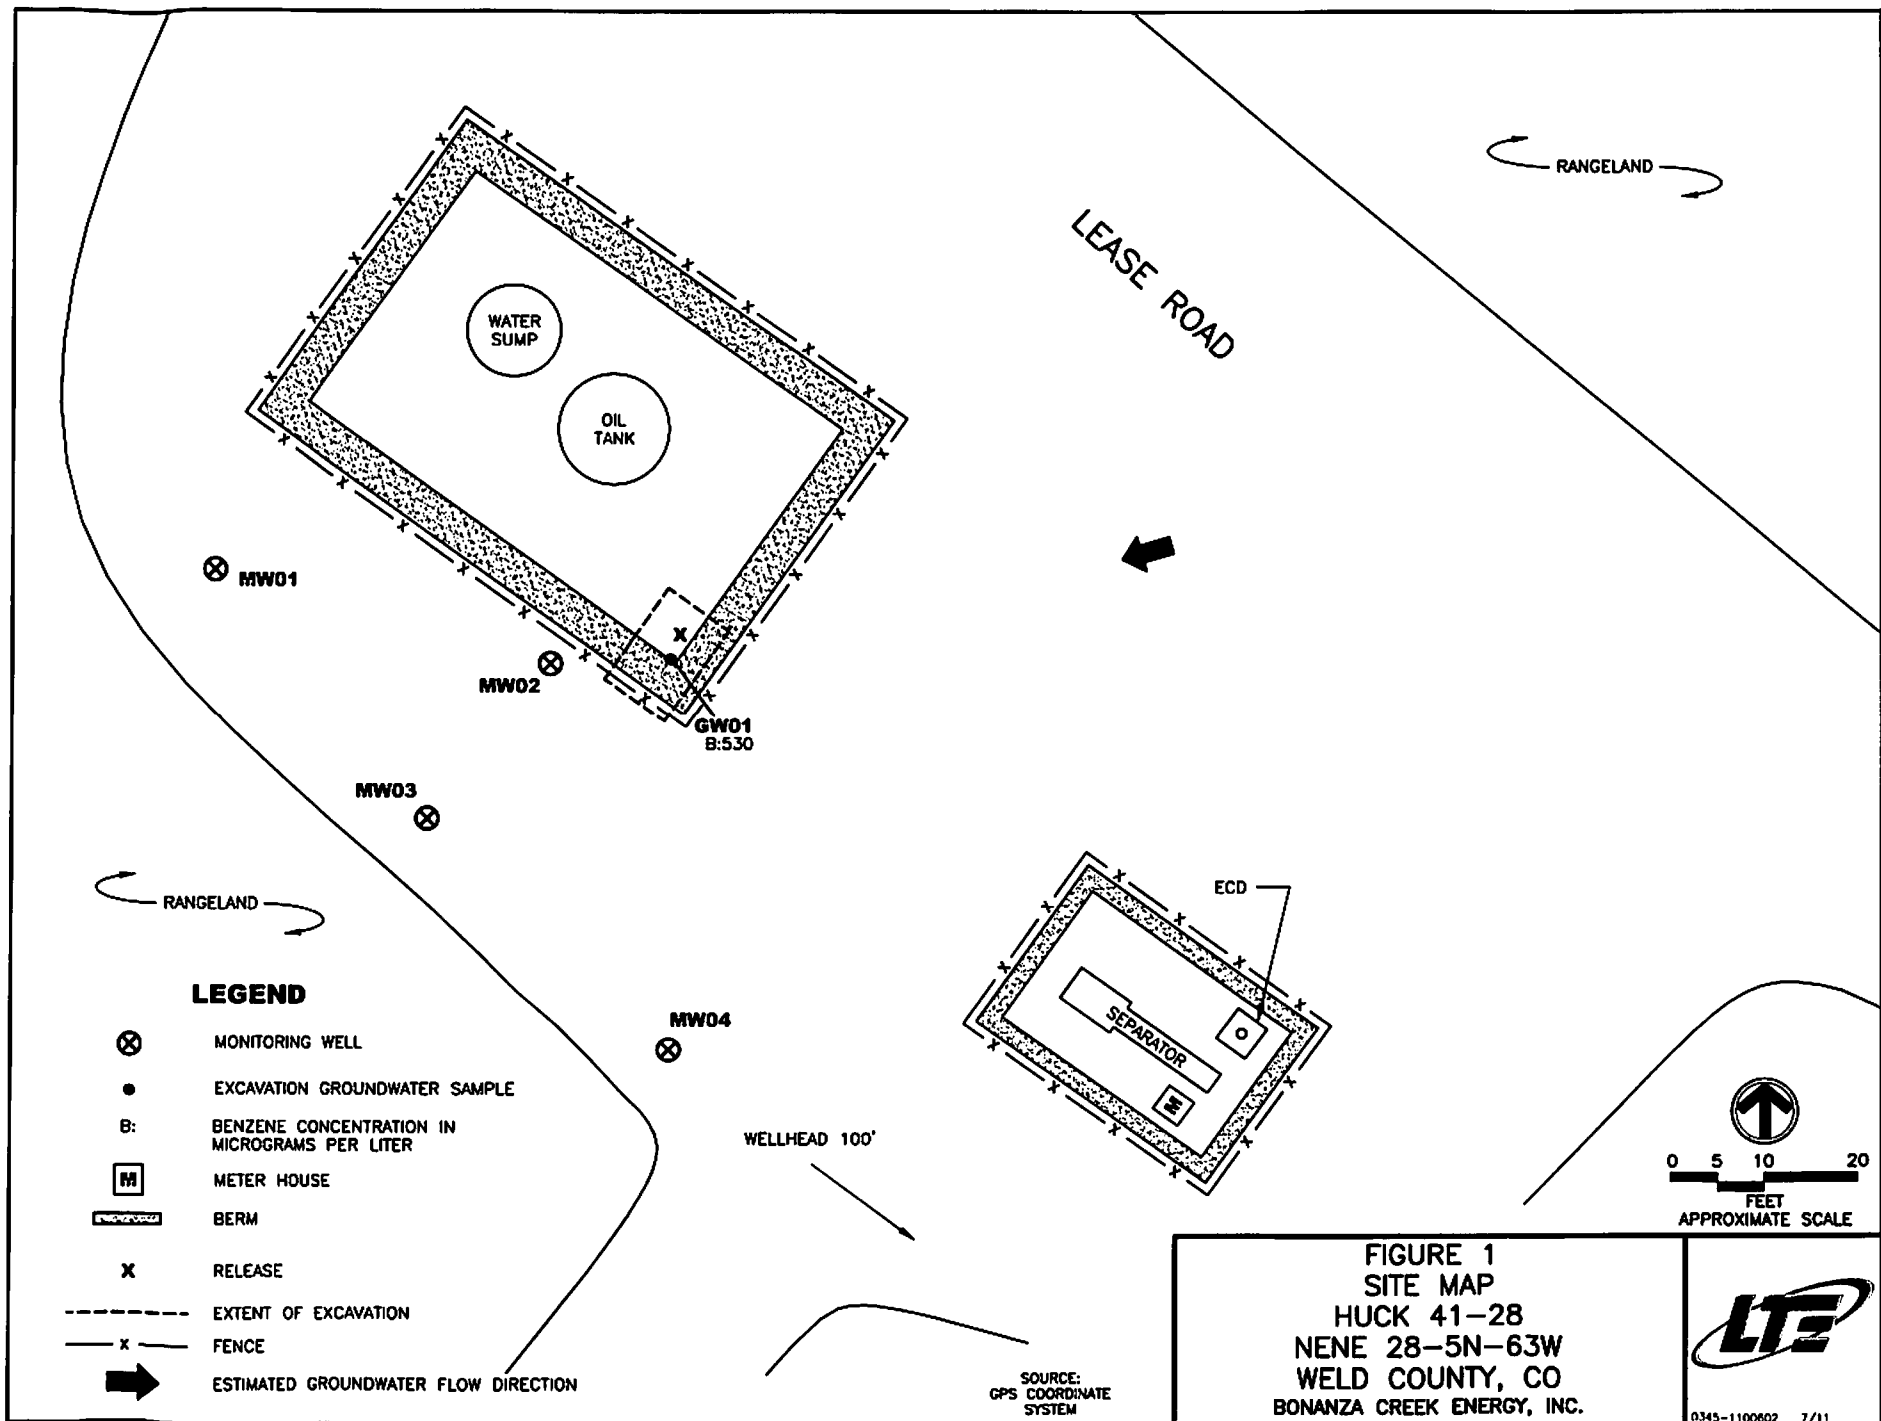 RANGELAND
LEASE ROAD
WATER
SUMP
OIL
TANK
MW01
X
MW02
GW01
B:530
MW03
ECD
RANGELAND
SEPARATOR
M
MW04
WELLHEAD 100'
LEGEND
MONITORING WELL
EXCAVATION GROUNDWATER SAMPLE
B: BENZENE CONCENTRATION IN
MICROGRAMS PER LITER
M METER HOUSE
BERM
X RELEASE
EXTENT OF EXCAVATION
x FENCE
ESTIMATED GROUNDWATER FLOW DIRECTION
0 5 10 20
FEET
APPROXIMATE SCALE
SOURCE:
GPS COORDINATE
SYSTEM
FIGURE 1
SITE MAP
HUCK 41-28
NENE 28-5N-63W
WELD COUNTY, CO
BONANZA CREEK ENERGY, INC.
LTE
0345-1100602 7/11